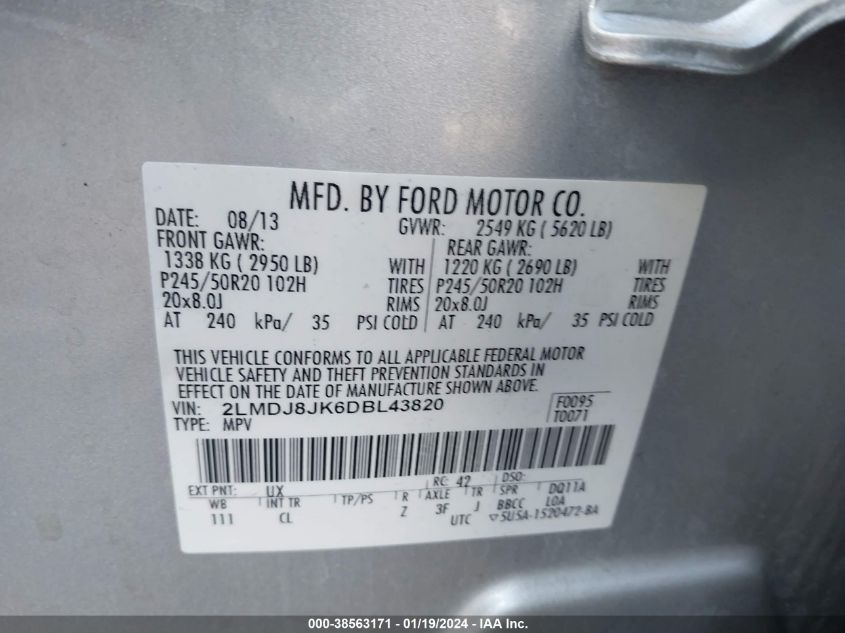 MFD. BY FORD MOTOR CO.
DATE: 08/13 GVWR: 2549 KG ( 5620 LB)
FRONT GAWR: REAR GAWR:
1338 KG ( 2950 LB) WITH 1220 KG ( 2690 LB) WITH
P245/50R20 102H TIRES P245/50R20 102H TIRES
20x8.0J RIMS 20x8.0J RIMS
AT 240 kPa/ 35 PSI COLD AT 240 kPa/ 35 PSI COLD
THIS VEHICLE CONFORMS TO ALL APPLICABLE FEDERAL MOTOR
VEHICLE SAFETY AND THEFT PREVENTION STANDARDS IN
EFFECT ON THE DATE OF MANUFACTURE SHOWN ABOVE.
VIN: 2LMDJ8JK6DBL43820 F0095
TYPE: MPV T0071
EXT PNT: UX RC: 42 DSO:
WB INT TR TP/PS R AXLE TR SPR DQ11A
111 CL Z 3F J BBCC LOA
UTC ▽5U5A-1520472-BA
000-38563171 - 01/19/2024 - IAA Inc.